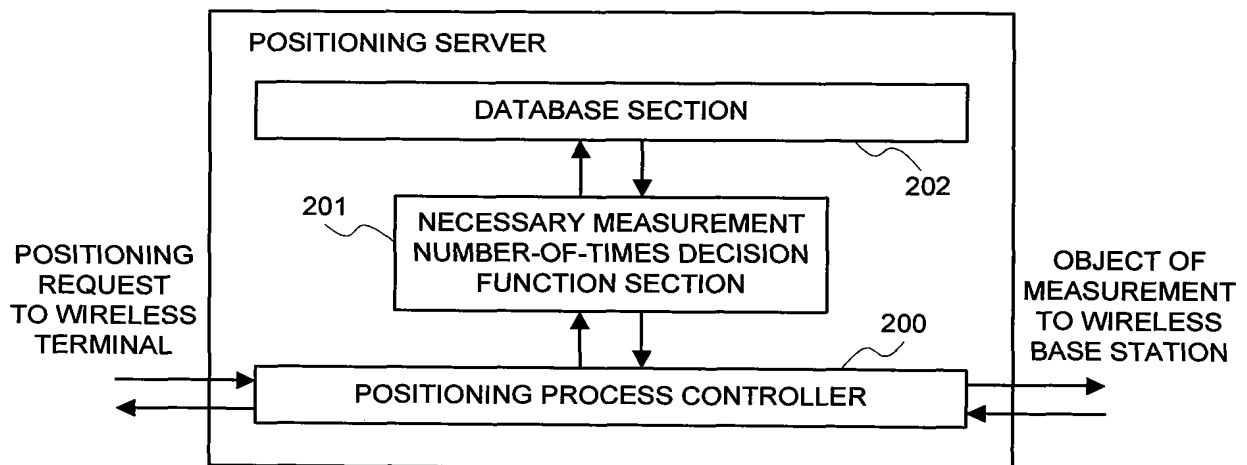 POSITIONING SERVER
DATABASE SECTION
202
201
NECESSARY MEASUREMENT
NUMBER-OF-TIMES DECISION
FUNCTION SECTION
POSITIONING
REQUEST
TO WIRELESS
TERMINAL
OBJECT OF
MEASUREMENT
TO WIRELESS
BASE STATION
200
POSITIONING PROCESS CONTROLLER